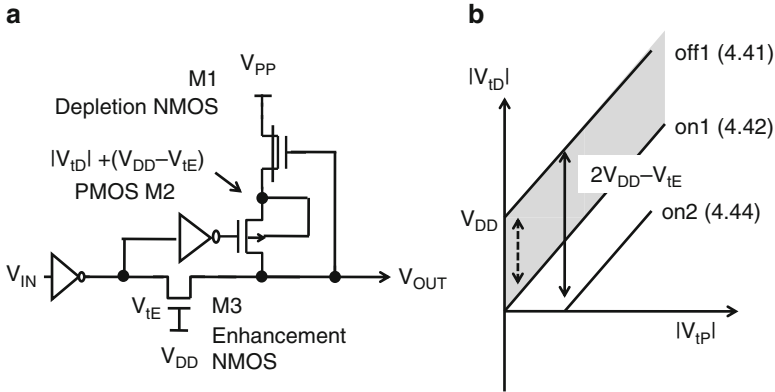 a
V_PP
M1
Depletion NMOS
|V_tD| +(V_DD–V_tE)
PMOS M2
V_IN
V_OUT
V_tE
M3
Enhancement
NMOS
V_DD
b
|V_tD|
off1 (4.41)
on1 (4.42)
2V_DD–V_tE
V_DD
on2 (4.44)
|V_tP|